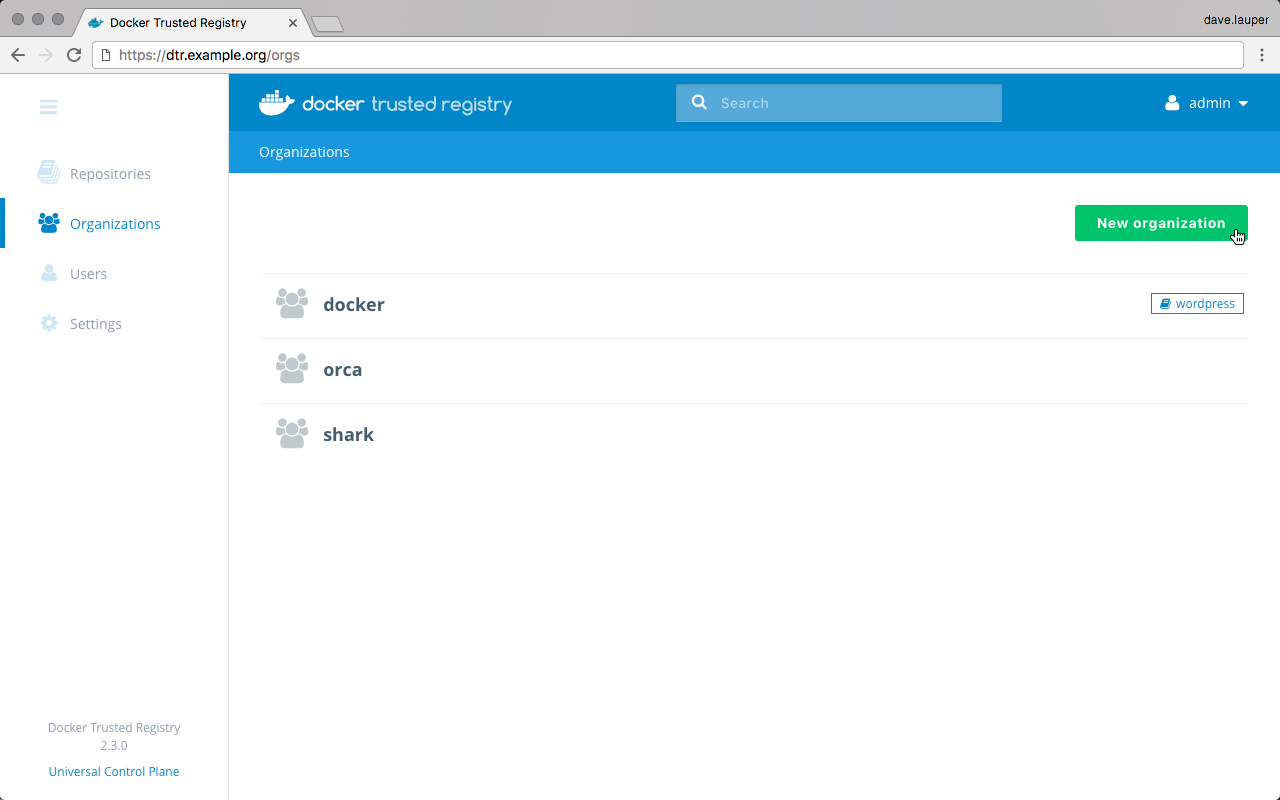 Docker Trusted Registry
dave.lauper
https://dtr.example.org/orgs
docker trusted registry
Search
admin
Organizations
Repositories
Organizations
Users
Settings
New organization
docker
wordpress
orca
shark
Docker Trusted Registry
2.3.0
Universal Control Plane